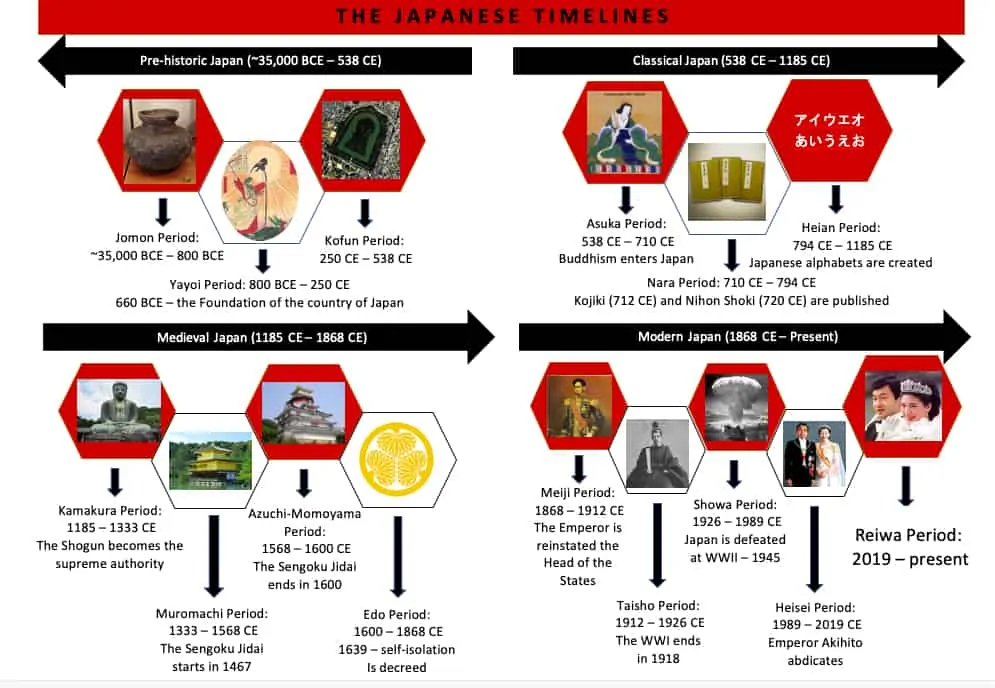 THE JAPANESE TIMELINES
Pre-historic Japan (~35,000 BCE – 538 CE)
Jomon Period:
~35,000 BCE – 800 BCE
Kofun Period:
250 CE – 538 CE
Yayoi Period: 800 BCE – 250 CE
660 BCE – the Foundation of the country of Japan
Classical Japan (538 CE – 1185 CE)
アイウエオ
あいうえお
Asuka Period:
538 CE – 710 CE
Buddhism enters Japan
Heian Period:
794 CE – 1185 CE
Japanese alphabets are created
Nara Period: 710 CE – 794 CE
Kojiki (712 CE) and Nihon Shoki (720 CE) are published
Medieval Japan (1185 CE – 1868 CE)
Kamakura Period:
1185 – 1333 CE
The Shogun becomes the
supreme authority
Muromachi Period:
1333 – 1568 CE
The Sengoku Jidai
starts in 1467
Azuchi-Momoyama
Period:
1568 – 1600 CE
The Sengoku Jidai
ends in 1600
Edo Period:
1600 – 1868 CE
1639 – self-isolation
Is decreed
Modern Japan (1868 CE – Present)
Meiji Period:
1868 – 1912 CE
The Emperor is
reinstated the
Head of the
States
Taisho Period:
1912 – 1926 CE
The WWI ends
in 1918
Showa Period:
1926 – 1989 CE
Japan is defeated
at WWII – 1945
Heisei Period:
1989 – 2019 CE
Emperor Akihito
abdicates
Reiwa Period:
2019 – present